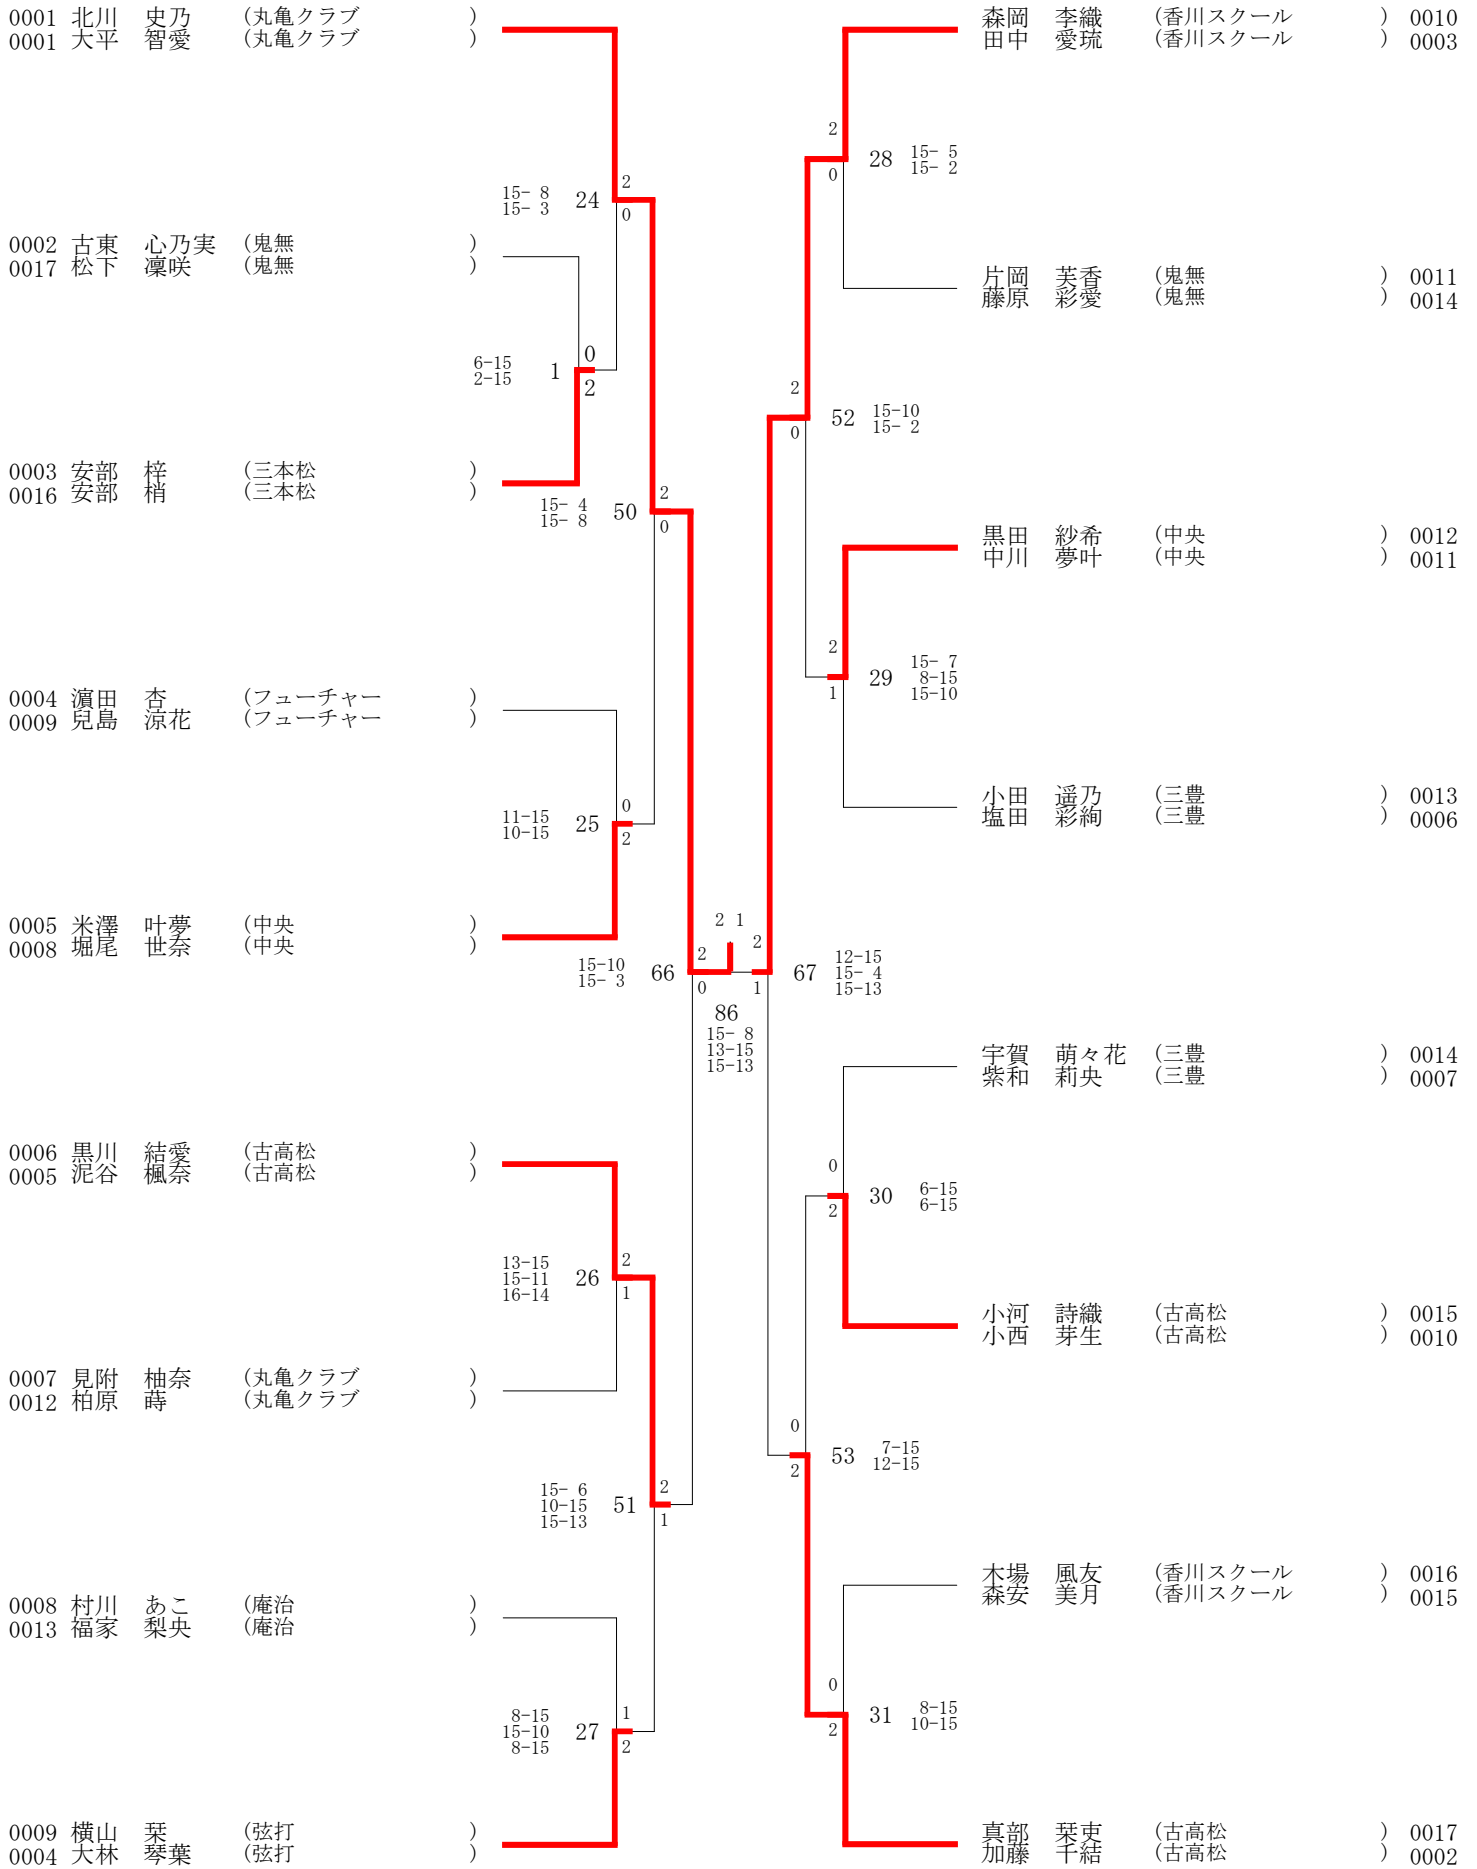 0001 北川 史乃 (丸亀クラブ )
0001 大平 智愛 (丸亀クラブ )
15- 8
15- 3
24
2
0
0002 古東 心乃実 (鬼無 )
0017 松下 凜咲 (鬼無 )
6-15
2-15
1
0
2
0003 安部 梓 (三本松 )
0016 安部 梢 (三本松 )
15- 4
15- 8
50
2
0
0004 濵田 杏 (フューチャー )
0009 兒島 涼花 (フューチャー )
11-15
10-15
25
0
2
0005 米澤 叶夢 (中央 )
0008 堀尾 世奈 (中央 )
15-10
15- 3
66
2
0
0006 黒川 結愛 (古高松 )
0005 泥谷 楓奈 (古高松 )
13-15
15-11
16-14
26
2
1
0007 見附 柚奈 (丸亀クラブ )
0012 柏原 蒔 (丸亀クラブ )
15- 6
10-15
15-13
51
2
1
0008 村川 あこ (庵治 )
0013 福家 梨央 (庵治 )
8-15
15-10
8-15
27
1
2
0009 横山 栞 (弦打 )
0004 大林 琴葉 (弦打 )
2 1
86
15- 8
13-15
15-13
森岡 李織 (香川スクール ) 0010
田中 愛琉 (香川スクール ) 0003
2
0
28
15- 5
15- 2
片岡 芙香 (鬼無 ) 0011
藤原 彩愛 (鬼無 ) 0014
2
0
52
15-10
15- 2
黒田 紗希 (中央 ) 0012
中川 夢叶 (中央 ) 0011
2
1
29
15- 7
8-15
15-10
小田 遥乃 (三豊 ) 0013
塩田 彩絢 (三豊 ) 0006
2
1
67
12-15
15- 4
15-13
宇賀 萌々花 (三豊 ) 0014
紫和 莉央 (三豊 ) 0007
0
2
30
6-15
6-15
小河 詩織 (古高松 ) 0015
小西 芽生 (古高松 ) 0010
0
2
53
7-15
12-15
木場 風友 (香川スクール ) 0016
森安 美月 (香川スクール ) 0015
0
2
31
8-15
10-15
真部 栞吏 (古高松 ) 0017
加藤 千結 (古高松 ) 0002